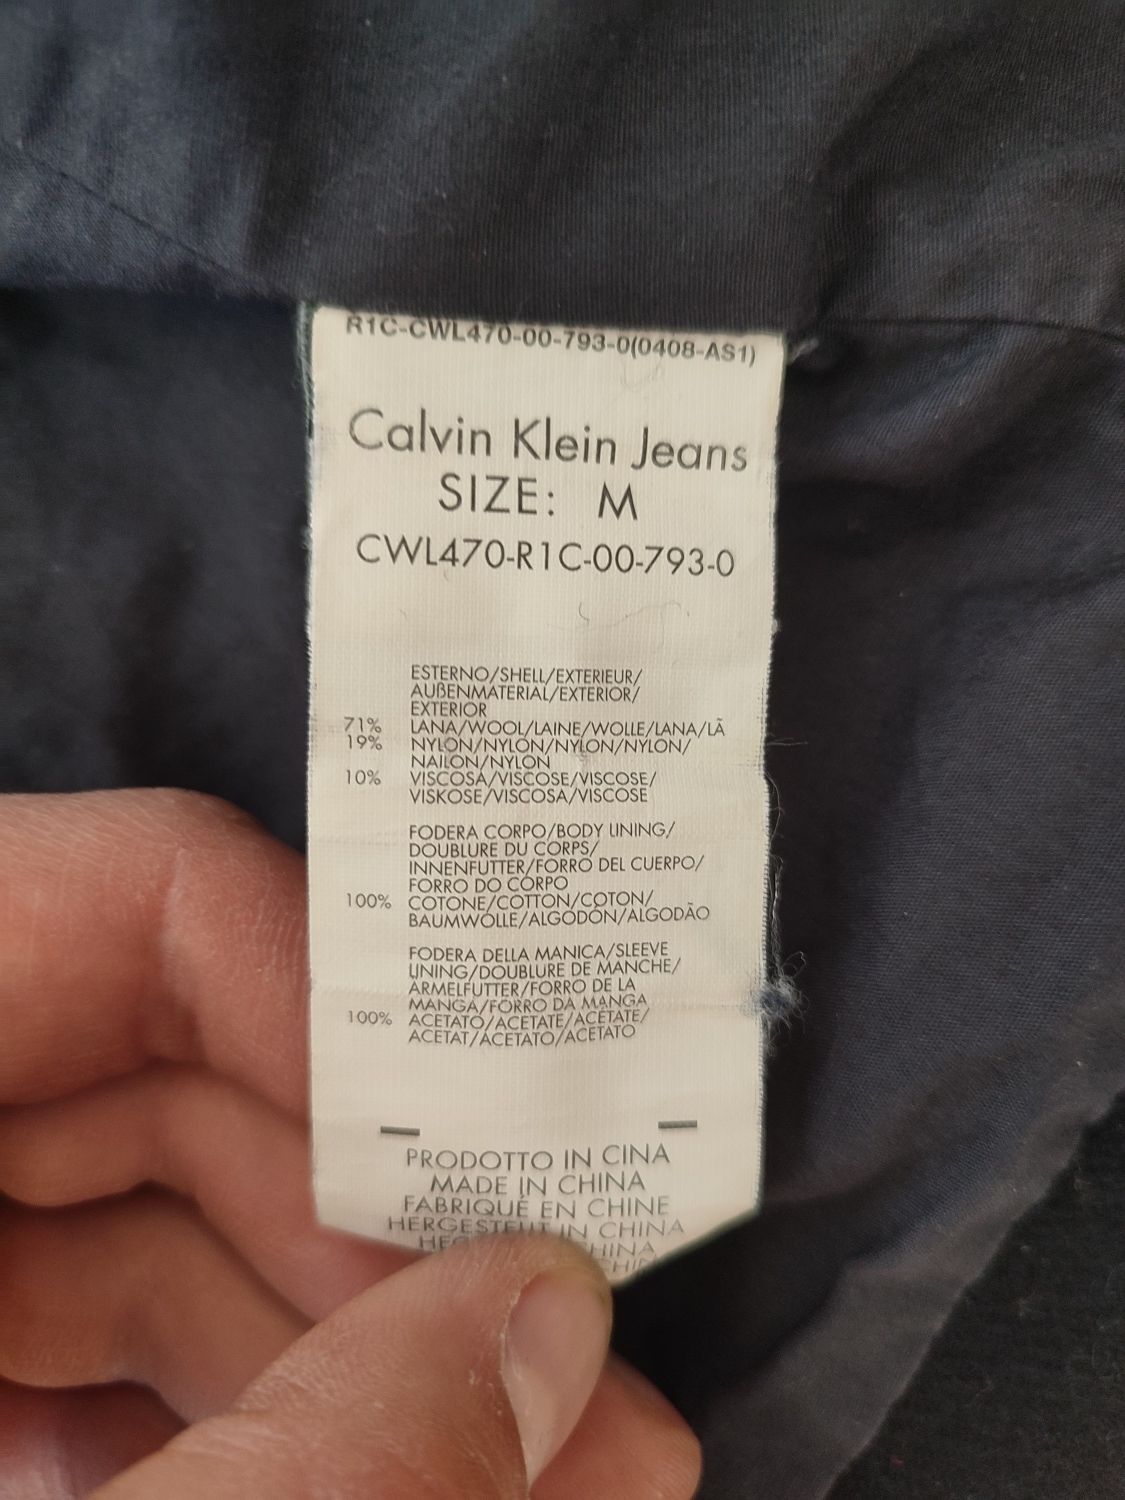 R1C-CWL470-00-793-0(0408-AS1)
Calvin Klein Jeans
SIZE: M
CWL470-R1C-00-793-0
ESTERNO/SHELL/EXTERIEUR/
AUßENMATERIAL/EXTERIOR/
EXTERIOR
71% LANA/WOOL/LAINE/WOLLE/LANA/LÃ
19% NYLON/NYLON/NYLON/NYLON/
NAILON/NYLON
10% VISCOSA/VISCOSE/VISCOSE/
VISKOSE/VISCOSA/VISCOSE
FODERA CORPO/BODY LINING/
DOUBLURE DU CORPS/
INNENFUTTER/FORRO DEL CUERPO/
FORRO DO CORPO
100% COTONE/COTTON/COTON/
BAUMWOLLE/ALGODÓN/ALGODÃO
FODERA DELLA MANICA/SLEEVE
LINING/DOUBLURE DE MANCHE/
ÄRMELFUTTER/FORRO DE LA
MANGA/FORRO DA MANGA
100% ACETATO/ACETATE/ACÉTATE/
ACETAT/ACETATO/ACETATO
PRODOTTO IN CINA
MADE IN CHINA
FABRIQUÉ EN CHINE
HERGESTELLT IN CHINA
CHINA